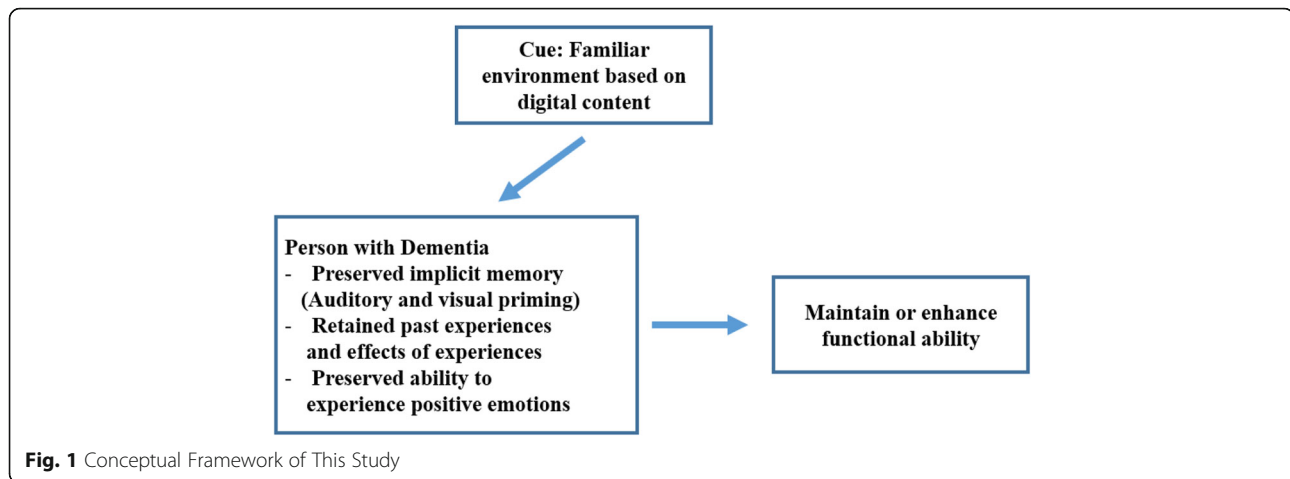 Cue: Familiar
environment based on
digital content
Person with Dementia
- Preserved implicit memory
(Auditory and visual priming)
- Retained past experiences
and effects of experiences
- Preserved ability to
experience positive emotions
Maintain or enhance
functional ability
Fig. 1 Conceptual Framework of This Study